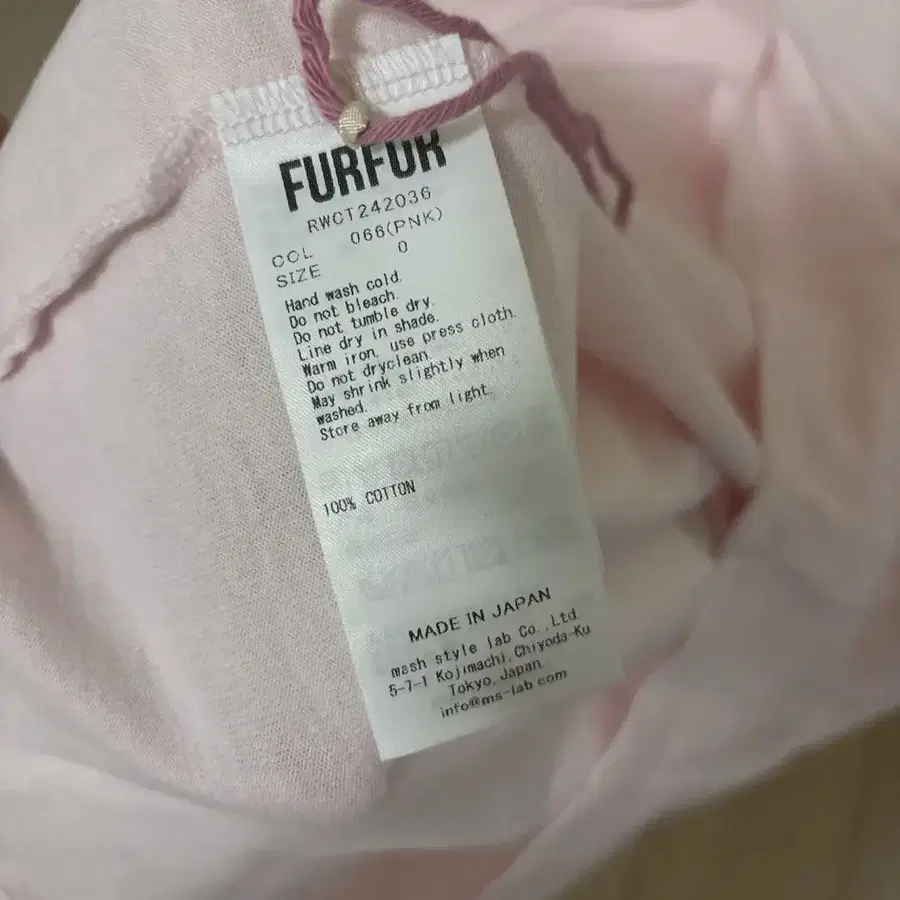 FURFUR
RWCT242036
COL 066(PNK)
SIZE 0
Hand wash cold.
Do not bleach.
Do not tumble dry.
Line dry in shade.
Warm iron, use press cloth.
Do not dryclean.
May shrink slightly when
washed.
Store away from light.
100% COTTON
MADE IN JAPAN
mash style lab Co.,Ltd.
5-7-1 Kojimachi,Chiyoda-Ku
Tokyo,Japan
info@ms-lab.com